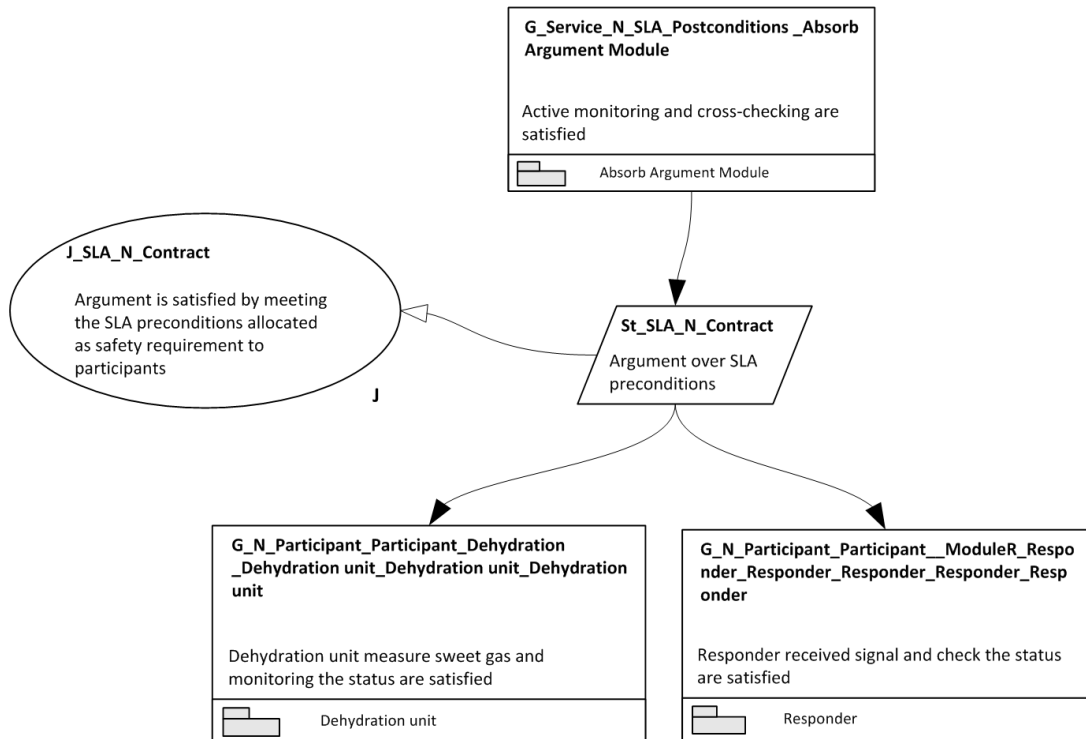 G_Service_N_SLA_Postconditions _Absorb
Argument Module
Active monitoring and cross-checking are
satisfied
Absorb Argument Module
J_SLA_N_Contract
Argument is satisfied by meeting
the SLA preconditions allocated
as safety requirement to
participants
J
St_SLA_N_Contract
Argument over SLA
preconditions
G_N_Participant_Participant_Dehydration
_Dehydration unit_Dehydration unit_Dehydration
unit
Dehydration unit measure sweet gas and
monitoring the status are satisfied
Dehydration unit
G_N_Participant_Participant__ModuleR_Respo
nder_Responder_Responder_Responder_Resp
onder
Responder received signal and check the status
are satisfied
Responder